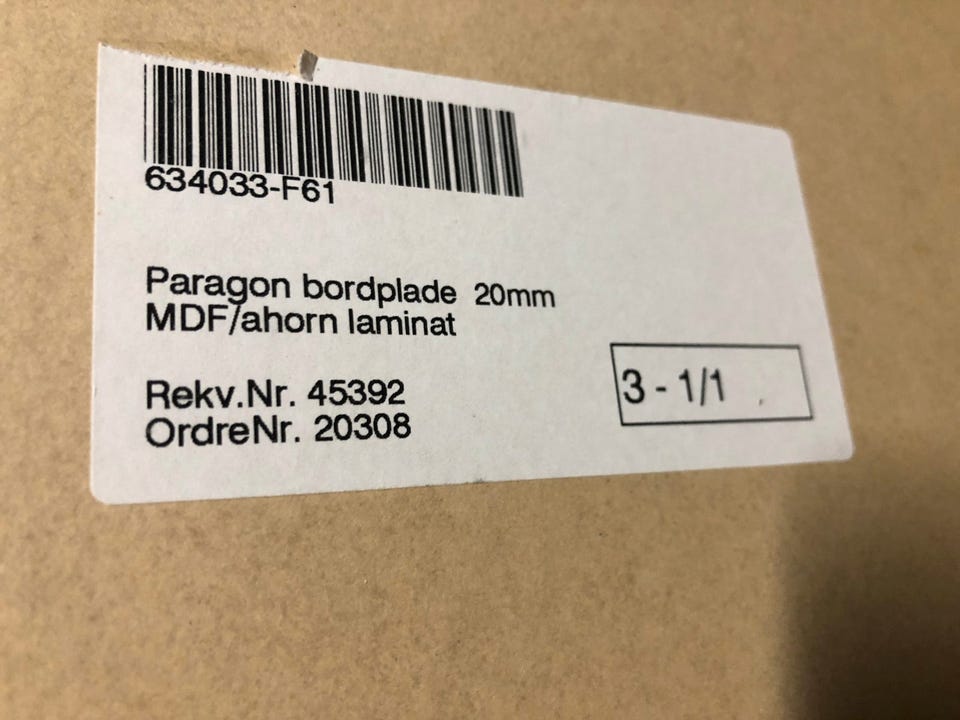 634033-F61
Paragon bordplade 20mm
MDF/ahorn laminat
Rekv.Nr. 45392
OrdreNr. 20308
3 - 1/1